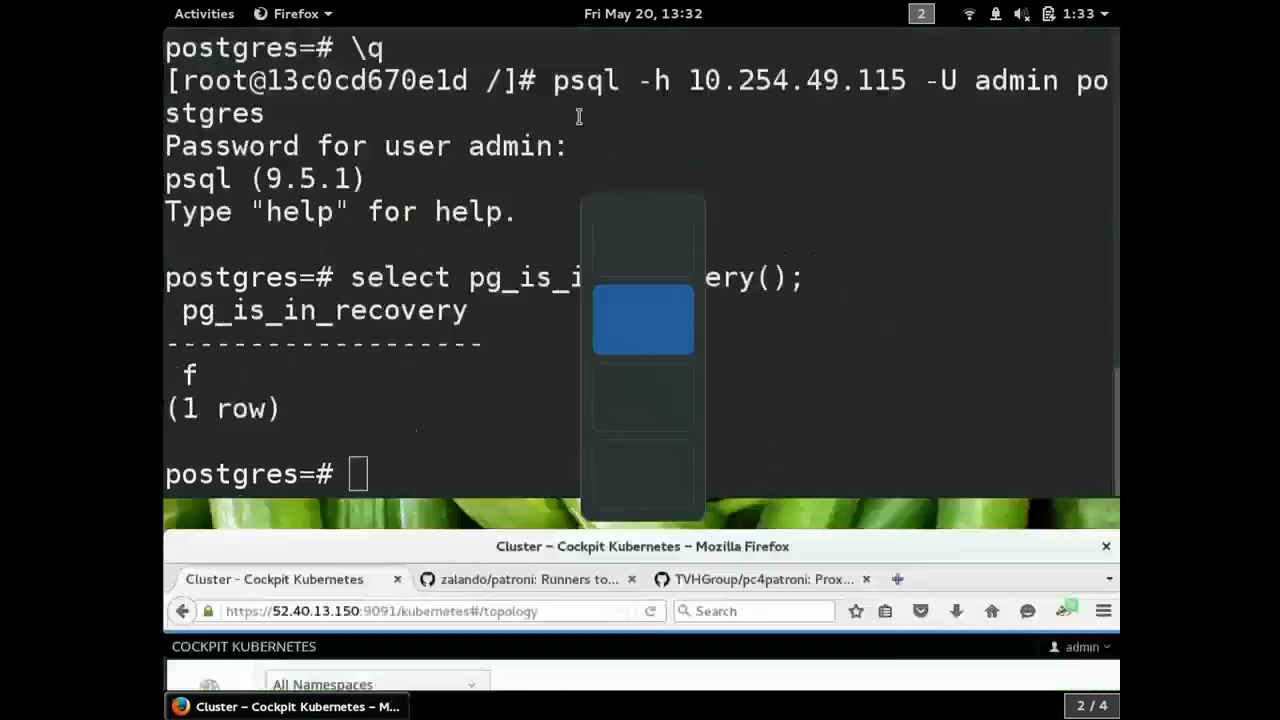 Activities Firefox Fri May 20, 13:32 2 1:33
postgres=# \q
[root@13c0cd670e1d /]# psql -h 10.254.49.115 -U admin po
stgres
Password for user admin:
psql (9.5.1)
Type "help" for help.
postgres=# select pg_is_i ery();
pg_is_in_recovery
-------------------
f
(1 row)
postgres=#
Cluster – Cockpit Kubernetes – Mozilla Firefox
Cluster - Cockpit Kubernetes zalando/patroni: Runners to... TVHGroup/pc4patroni: Prox...
https://52.40.13.150:9091/kubernetes#/topology Search
COCKPIT KUBERNETES admin
All Namespaces
Cluster – Cockpit Kubernetes – M... 2 / 4